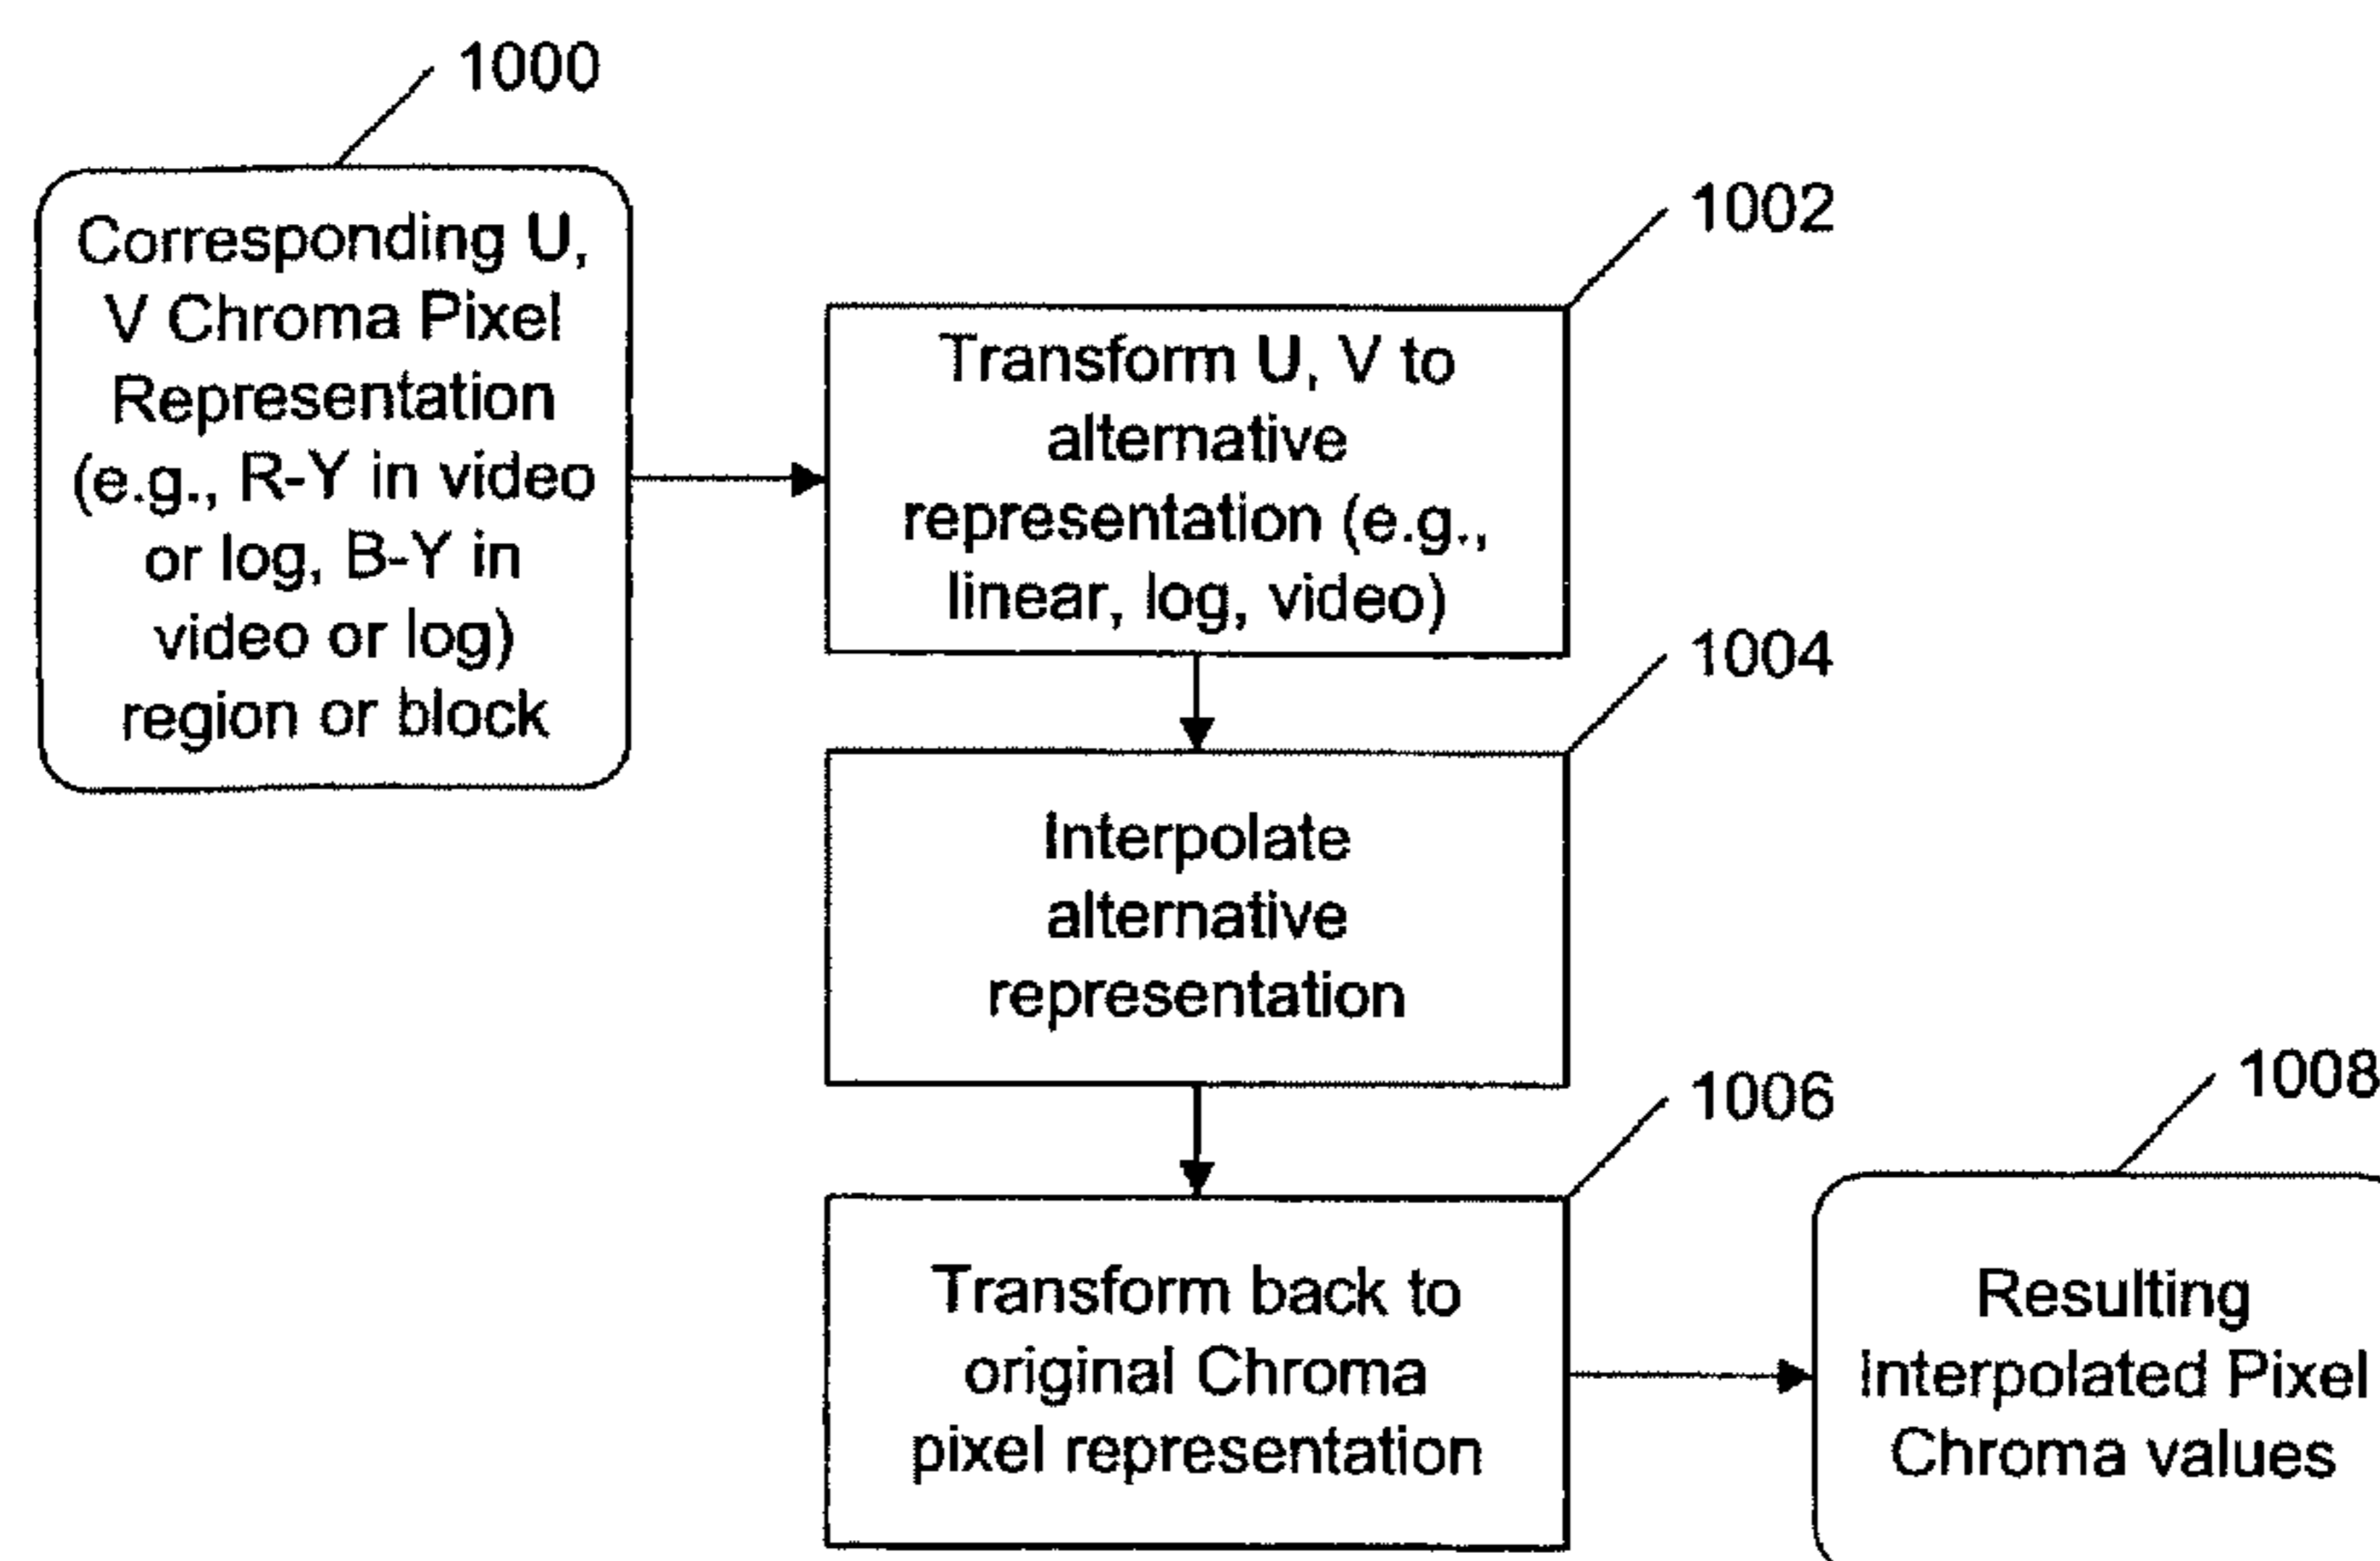 1000
Corresponding U,
V Chroma Pixel
Representation
(e.g., R-Y in video
or log, B-Y in
video or log)
region or block
1002
Transform U, V to
alternative
representation (e.g.,
linear, log, video)
1004
Interpolate
alternative
representation
1006
Transform back to
original Chroma
pixel representation
1008
Resulting
Interpolated Pixel
Chroma values